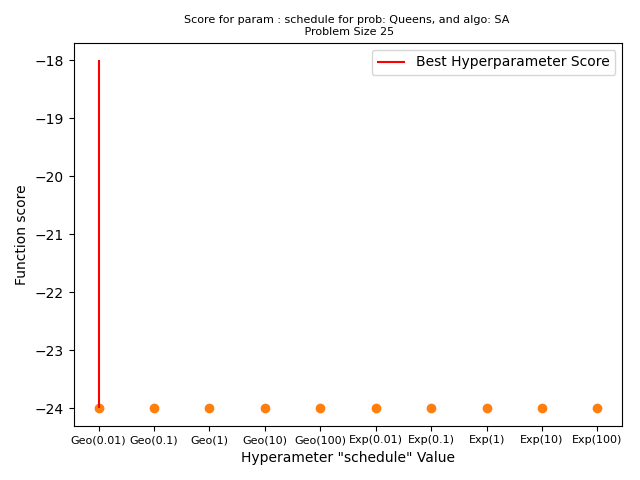 Score for param : schedule for prob: Queens, and algo: SA
Problem Size 25
Best Hyperparameter Score
Function score
−18
−19
−20
−21
−22
−23
−24
Geo(0.01) Geo(0.1) Geo(1) Geo(10) Geo(100) Exp(0.01) Exp(0.1) Exp(1) Exp(10) Exp(100)
Hyperameter "schedule" Value